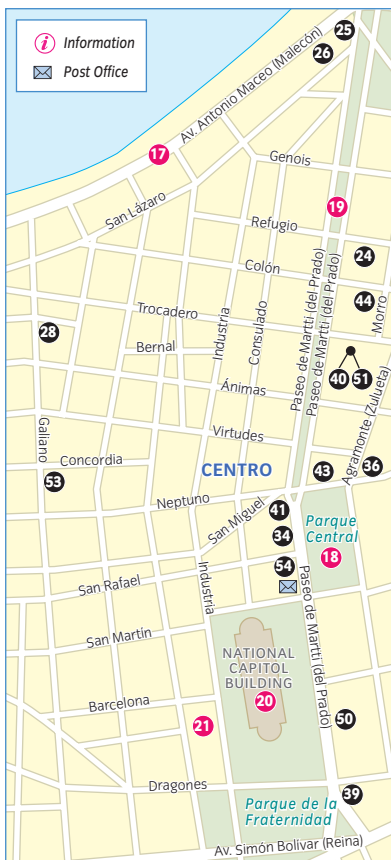 i Information
Post Office
25
26
Av. Antonio Maceo (Malecón)
17
Genois
San Lázaro
19
Refugio
24
Colón
44
Morro
Trocadero
28
Bernal
Industria
Consulado
Paseo de Martti (del Prado)
Paseo de Martti (del Prado)
40
51
Ánimas
Galiano
Virtudes
Agramonte (Zulueta)
Concordia
CENTRO
43
36
53
Neptuno
San Miguel
41
Parque
Central
34
18
54
San Rafael
Industria
Paseo de Martti (del Prado)
San Martín
NATIONAL
CAPITOL
BUILDING
20
Barcelona
21
50
Dragones
39
Parque de la
Fraternidad
Av. Simón Bolivar (Reina)